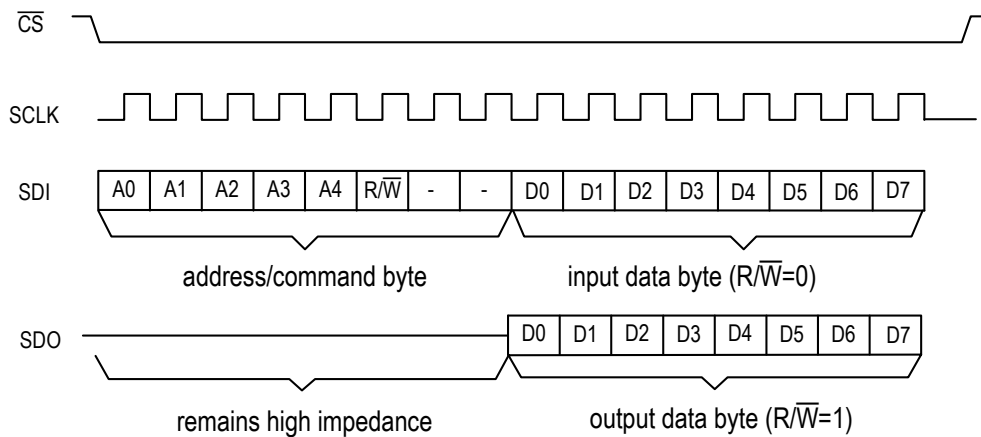 C̅S̅
SCLK
SDI A0 A1 A2 A3 A4 R/W̅ - - D0 D1 D2 D3 D4 D5 D6 D7
address/command byte input data byte (R/W̅=0)
SDO D0 D1 D2 D3 D4 D5 D6 D7
remains high impedance output data byte (R/W̅=1)